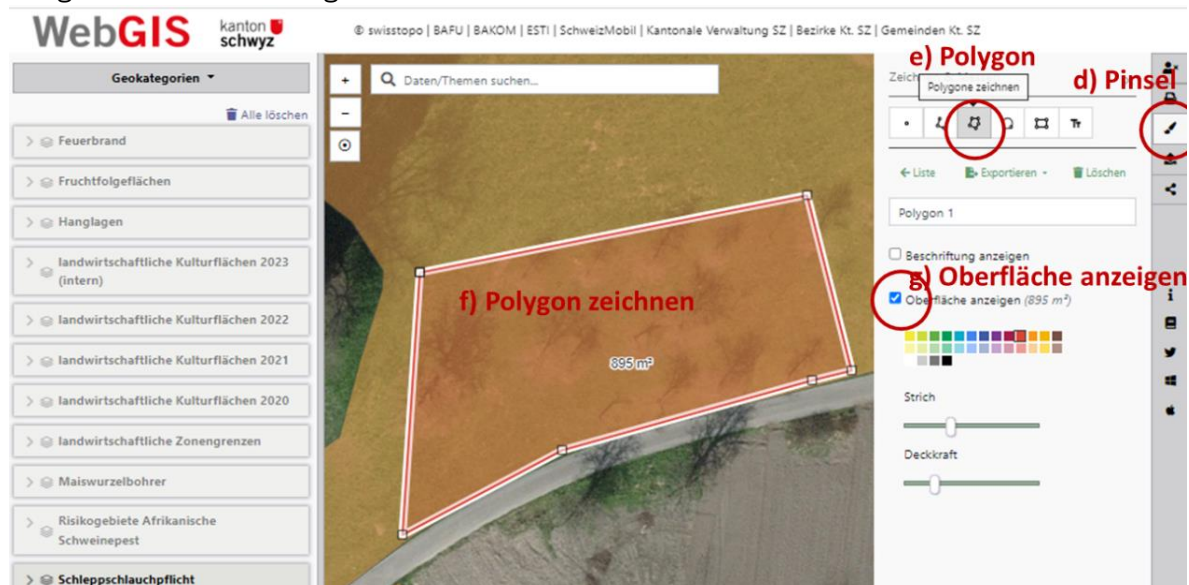 WebGIS
kanton
schwyz
© swisstopo | BAFU | BAKOM | ESTI | SchweizMobil | Kantonale Verwaltung SZ | Bezirke Kt. SZ | Gemeinden Kt. SZ
Geokategorien
Alle löschen
Feuerbrand
Fruchtfolgeflächen
Hanglagen
landwirtschaftliche Kulturflächen 2023
(intern)
landwirtschaftliche Kulturflächen 2022
landwirtschaftliche Kulturflächen 2021
landwirtschaftliche Kulturflächen 2020
landwirtschaftliche Zonengrenzen
Maiswurzelbohrer
Risikogebiete Afrikanische
Schweinepest
Schleppschlauchpflicht
+
Daten/Themen suchen...
−
f) Polygon zeichnen
895 m²
e) Polygon
d) Pinsel
Polygone zeichnen
Tr
Liste
Exportieren
Löschen
Polygon 1
Beschriftung anzeigen
g) Oberfläche anzeigen
Oberfläche anzeigen (895 m²)
Strich
Deckkraft